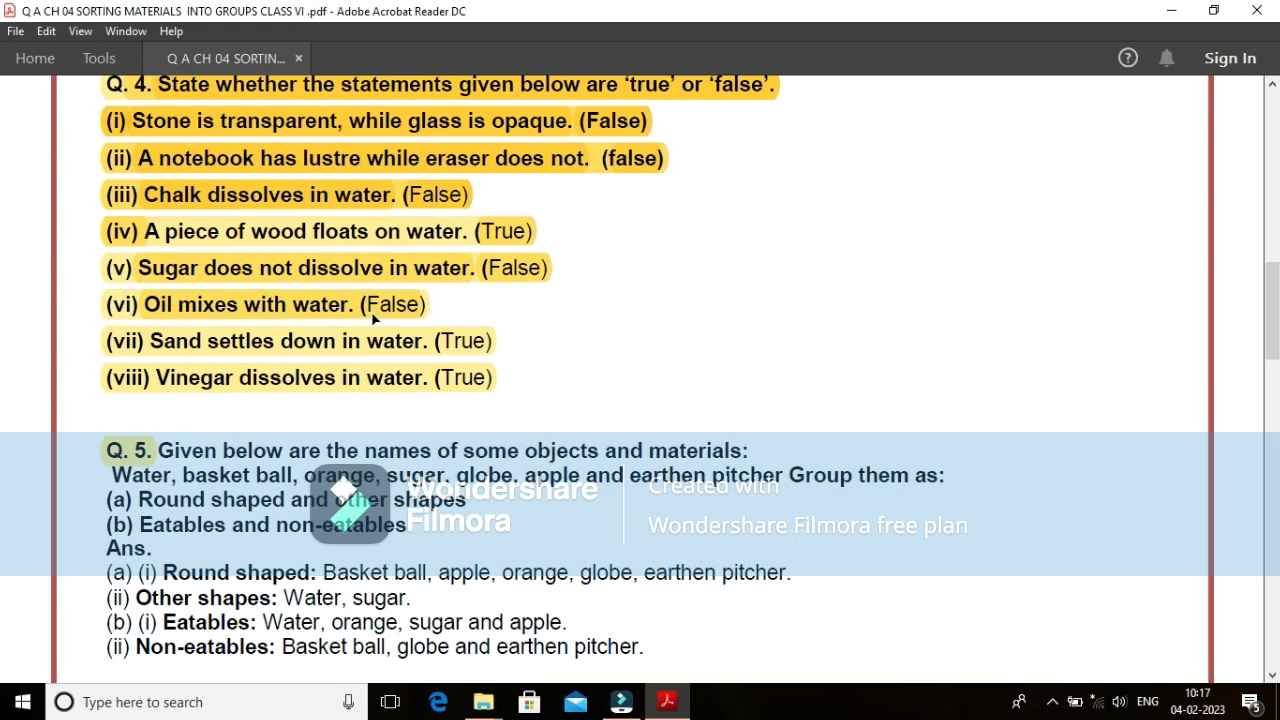 Q A CH 04 SORTING MATERIALS INTO GROUPS CLASS VI .pdf - Adobe Acrobat Reader DC
File Edit View Window Help
Home Tools Q A CH 04 SORTIN... × ? Sign In
Q. 4. State whether the statements given below are ‘true’ or ‘false’.
(i) Stone is transparent, while glass is opaque. (False)
(ii) A notebook has lustre while eraser does not. (false)
(iii) Chalk dissolves in water. (False)
(iv) A piece of wood floats on water. (True)
(v) Sugar does not dissolve in water. (False)
(vi) Oil mixes with water. (False)
(vii) Sand settles down in water. (True)
(viii) Vinegar dissolves in water. (True)
Q. 5. Given below are the names of some objects and materials:
Water, basket ball, orange, sugar, globe, apple and earthen pitcher Group them as:
(a) Round shaped and other shapes
(b) Eatables and non-eatables
Wondershare
Filmora
Created with
Wondershare Filmora free plan
Ans.
(a) (i) Round shaped: Basket ball, apple, orange, globe, earthen pitcher.
(ii) Other shapes: Water, sugar.
(b) (i) Eatables: Water, orange, sugar and apple.
(ii) Non-eatables: Basket ball, globe and earthen pitcher.
Type here to search
ENG
10:17
04-02-2023
5